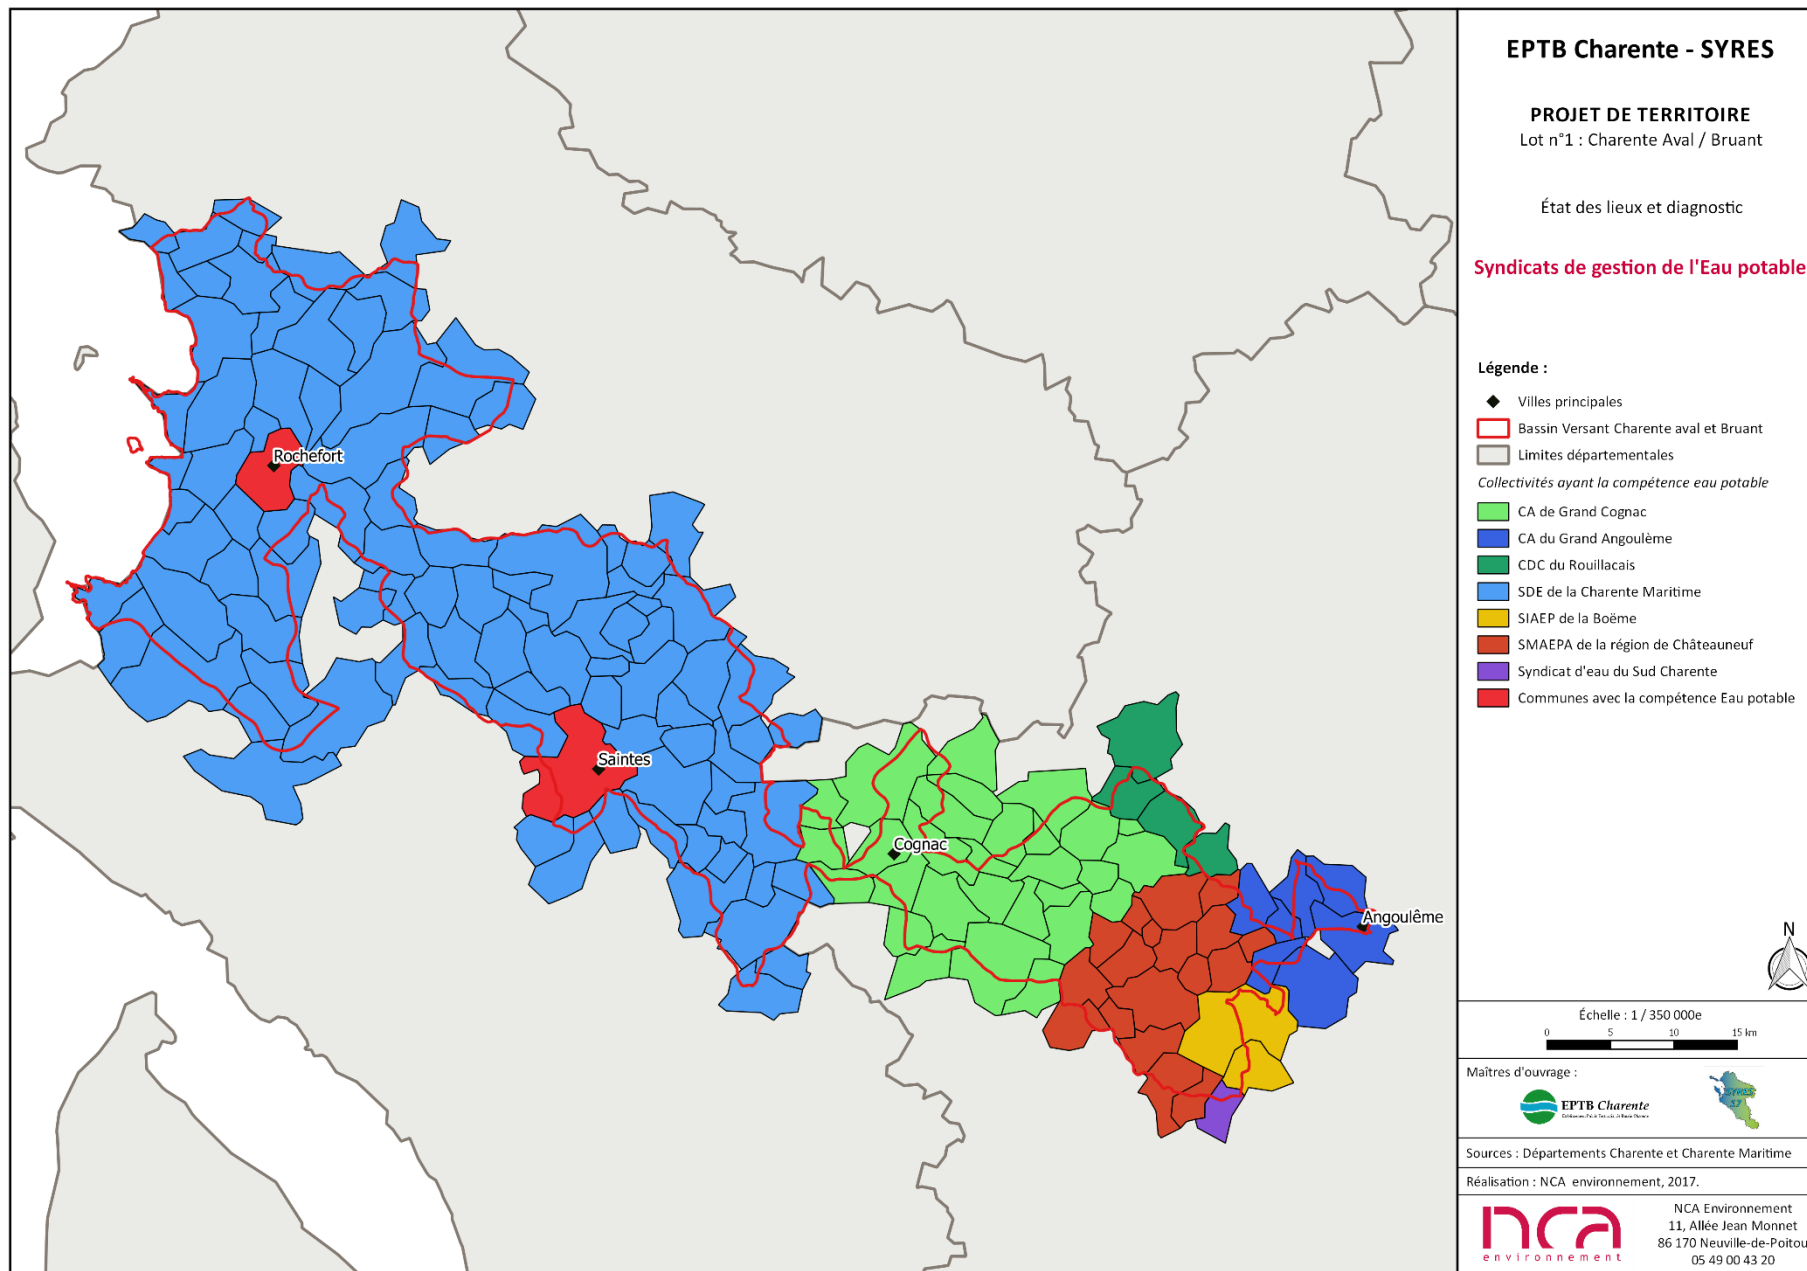 EPTB Charente - SYRES
PROJET DE TERRITOIRE
Lot n°1 : Charente Aval / Bruant
État des lieux et diagnostic
Syndicats de gestion de l'Eau potable
Légende :
Villes principales
Bassin Versant Charente aval et Bruant
Limites départementales
Collectivités ayant la compétence eau potable
CA de Grand Cognac
CA du Grand Angoulême
CDC du Rouillacais
SDE de la Charente Maritime
SIAEP de la Boëme
SMAEPA de la région de Châteauneuf
Syndicat d'eau du Sud Charente
Communes avec la compétence Eau potable
Rochefort
Saintes
Cognac
Angoulême
N
Échelle : 1 / 350 000e
0 5 10 15 km
Maîtres d'ouvrage :
EPTB Charente
SYRES
17
Sources : Départements Charente et Charente Maritime
Réalisation : NCA environnement, 2017.
nca
environnement
NCA Environnement
11, Allée Jean Monnet
86 170 Neuville-de-Poitou
05 49 00 43 20